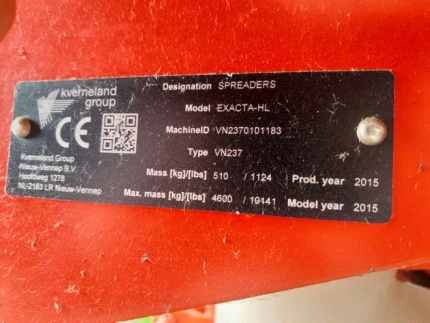 kverneland
group
Designation SPREADERS
Model EXACTA-HL
MachineID VN2370101183
Type VN237
Mass [kg]/[lbs] 510 / 1124 Prod. year 2015
Max. mass [kg]/[lbs] 4600 / 10141 Model year 2015
CE
Kverneland Group
Nieuw-Vennep B.V.
Hoofdweg 1278
NL-2153 LR Nieuw-Vennep